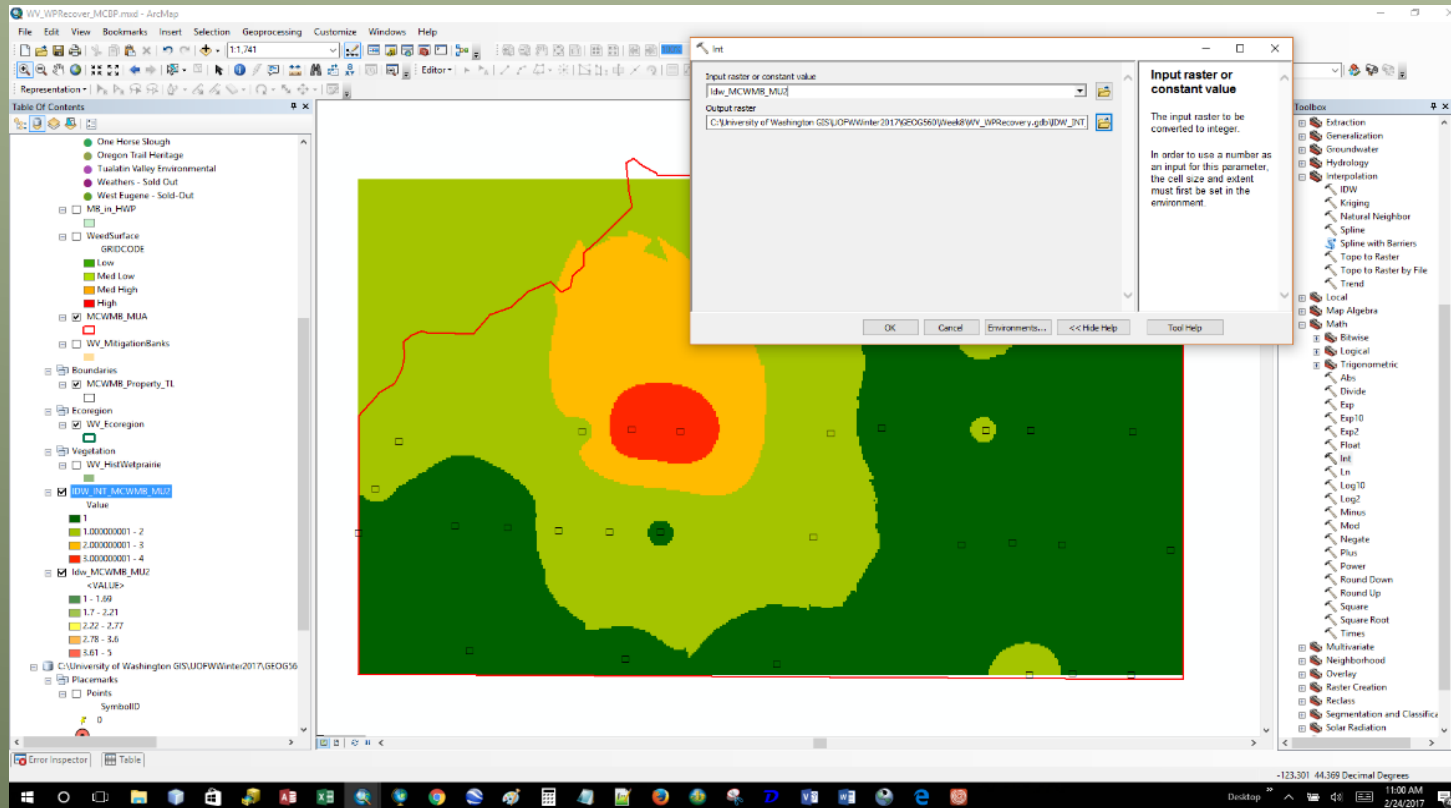 WV_WPRecover_MCBP.mxd - ArcMap
File Edit View Bookmarks Insert Selection Geoprocessing Customize Windows Help
1:1,741
Editor
Representation
Table Of Contents
One Horse Slough
Oregon Trail Heritage
Tualatin Valley Environmental
Weathers - Sold Out
West Eugene - Sold-Out
MB_in_HWP
WeedSurface
GRIDCODE
Low
Med Low
Med High
High
MCWMB_MUA
WV_MitigationBanks
Boundaries
MCWMB_Property_TL
Ecoregion
WV_Ecoregion
Vegetation
WV_HistWetprairie
IDW_INT_MCWMB_MU2
Value
1
1.000000001 - 2
2.000000001 - 3
3.000000001 - 4
Idw_MCWMB_MU2
<VALUE>
1 - 1.69
1.7 - 2.21
2.22 - 2.77
2.78 - 3.6
3.61 - 5
C:\University of Washington GIS\UOFWWinter2017\GEOG56
Placemarks
Points
SymbolID
0
Error Inspector
Table
Int
Input raster or constant value
Idw_MCWMB_MU2
Output raster
C:\University of Washington GIS\UOFWWinter2017\GEOG560\Week8\WV_WPRecovery.gdb\IDW_INT
OK
Cancel
Environments...
<< Hide Help
Tool Help
Input raster or
constant value
The input raster to be
converted to integer.
In order to use a number as
an input for this parameter,
the cell size and extent
must first be set in the
environment.
Toolbox
Extraction
Generalization
Groundwater
Hydrology
Interpolation
IDW
Kriging
Natural Neighbor
Spline
Spline with Barriers
Topo to Raster
Topo to Raster by File
Trend
Local
Map Algebra
Math
Bitwise
Logical
Trigonometric
Abs
Divide
Exp
Exp10
Exp2
Float
Int
Ln
Log10
Log2
Minus
Mod
Negate
Plus
Power
Round Down
Round Up
Square
Square Root
Times
Multivariate
Neighborhood
Overlay
Raster Creation
Reclass
Segmentation and Classifica
Solar Radiation
-123.301 44.369 Decimal Degrees
Desktop
11:00 AM
2/24/2017